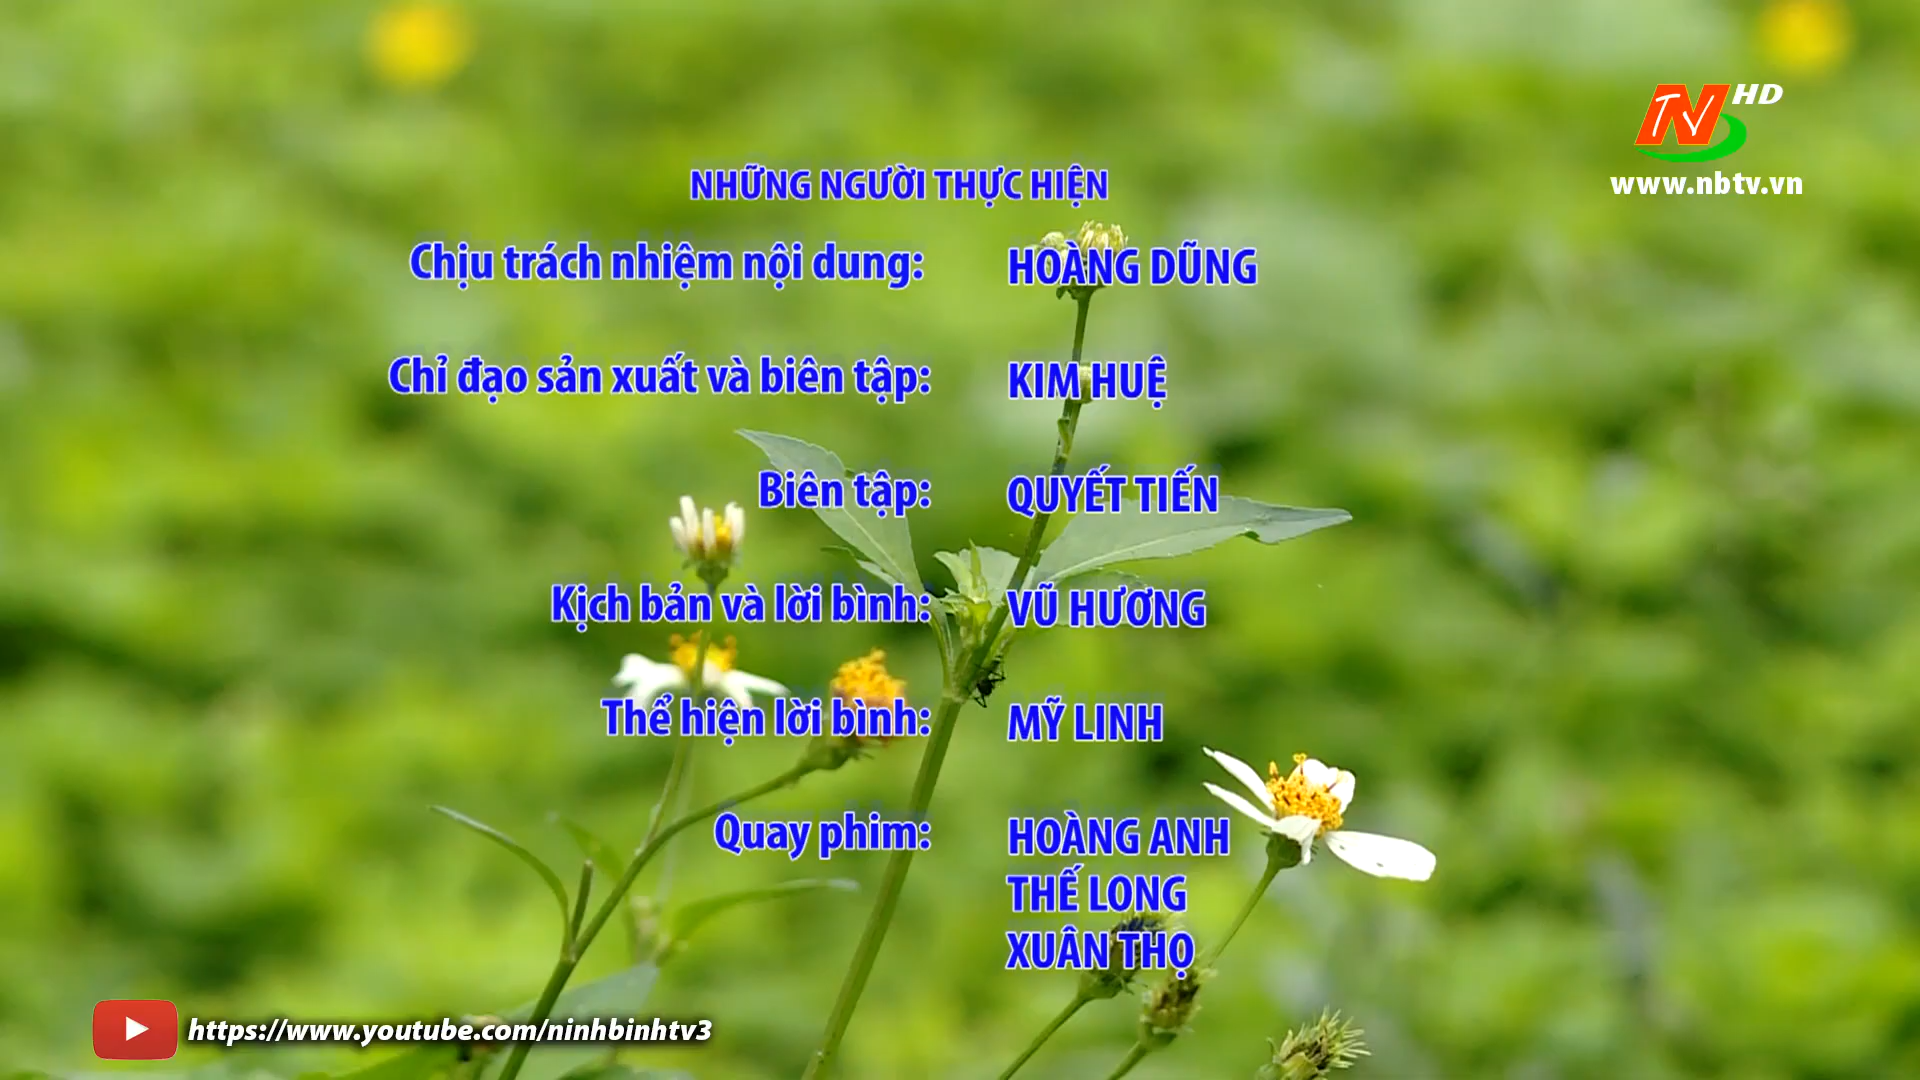 NTV HD
www.nbtv.vn
NHỮNG NGƯỜI THỰC HIỆN
Chịu trách nhiệm nội dung: HOÀNG DŨNG
Chỉ đạo sản xuất và biên tập: KIM HUỆ
Biên tập: QUYẾT TIẾN
Kịch bản và lời bình: VŨ HƯƠNG
Thể hiện lời bình: MỸ LINH
Quay phim: HOÀNG ANH
THẾ LONG
XUÂN THỌ
https://www.youtube.com/ninhbinhtv3